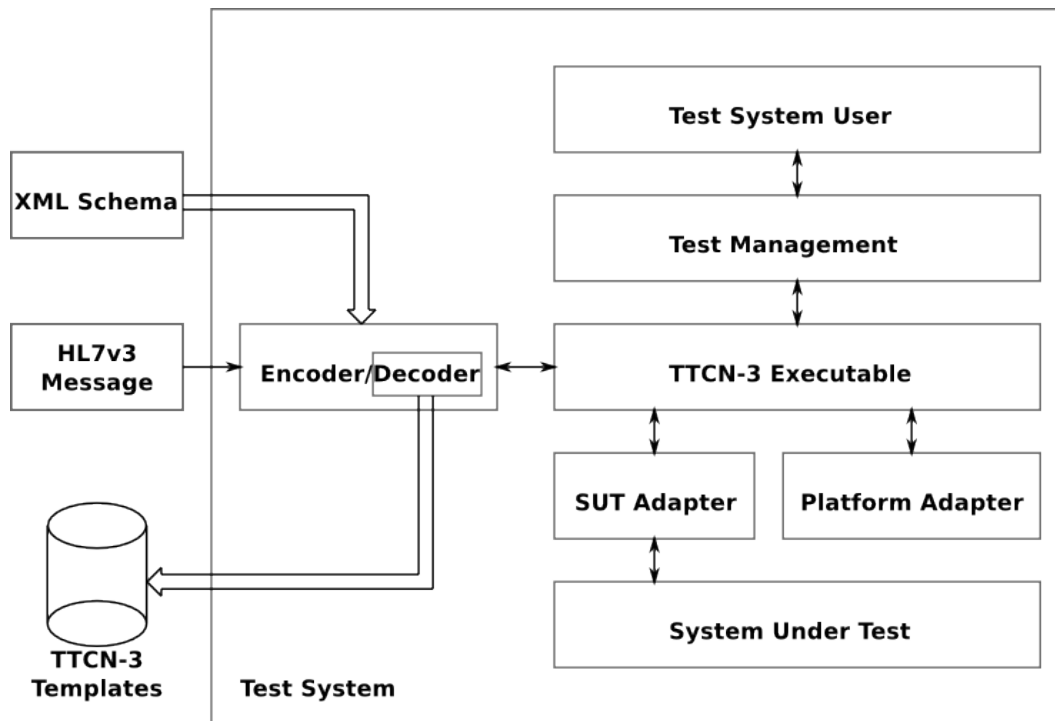 Test System User
XML Schema
Test Management
HL7v3
Message
Encoder/Decoder
TTCN-3 Executable
SUT Adapter
Platform Adapter
System Under Test
TTCN-3
Templates
Test System